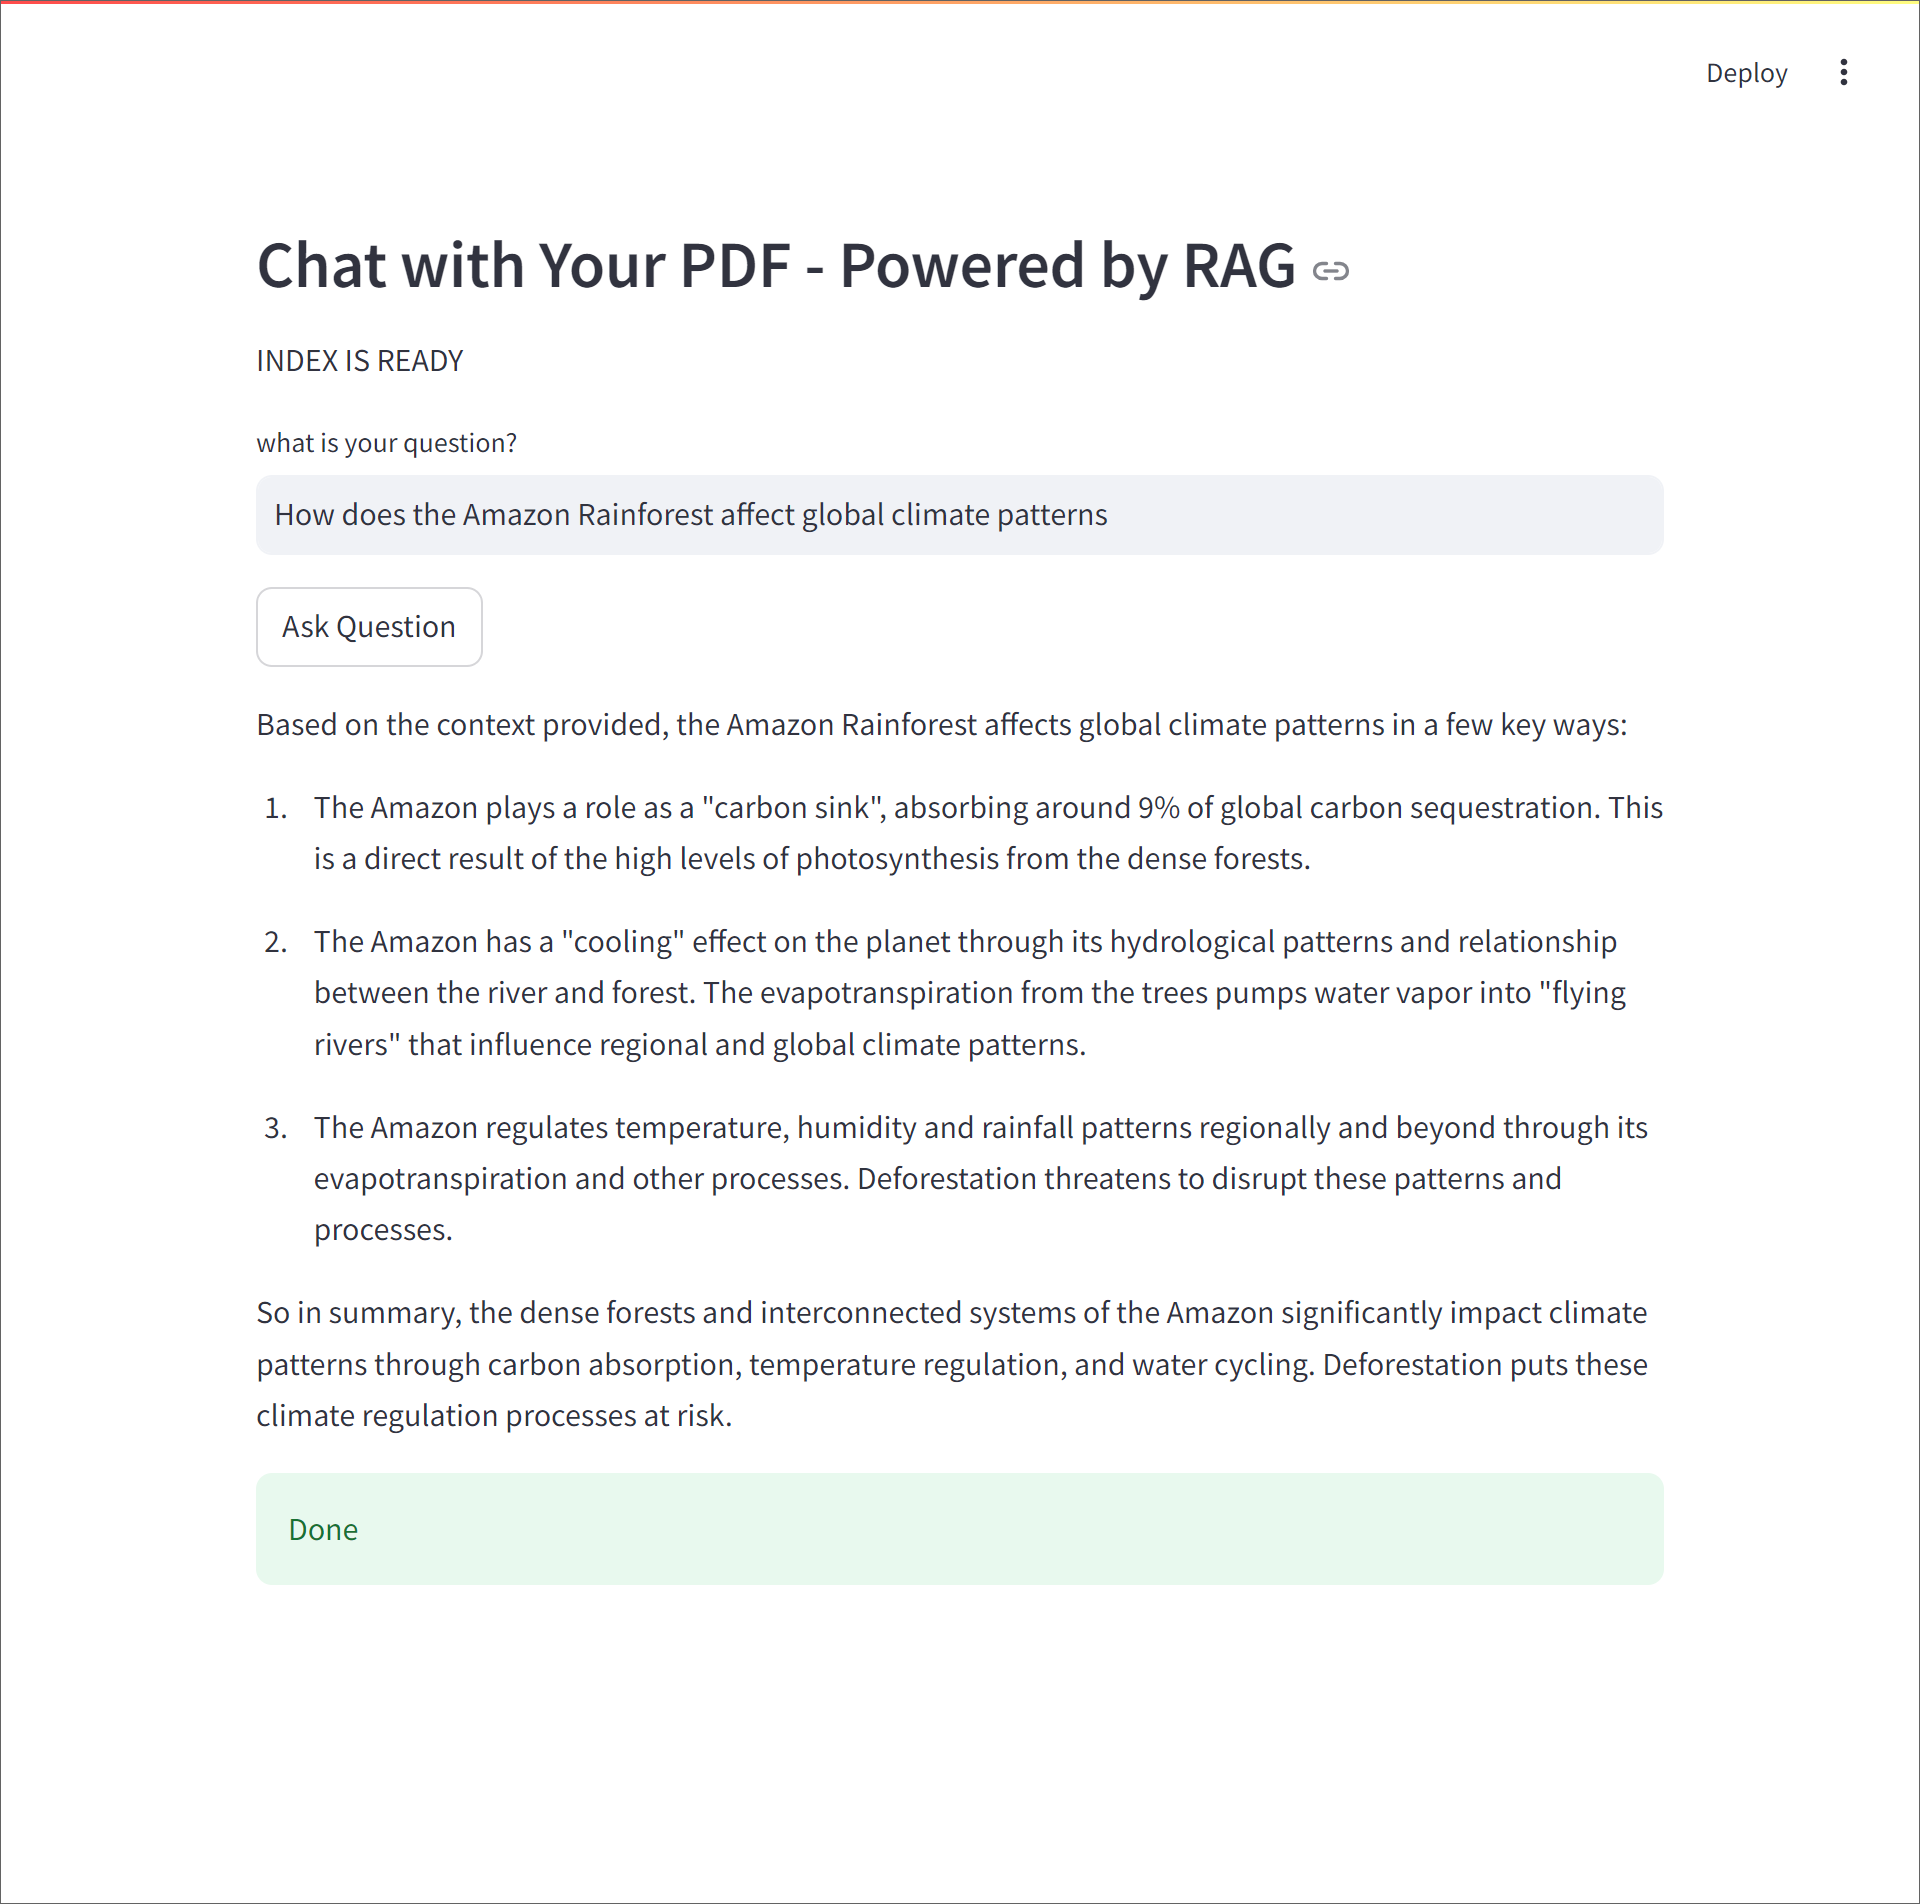 Deploy
Chat with Your PDF - Powered by RAG
INDEX IS READY
what is your question?
How does the Amazon Rainforest affect global climate patterns
Ask Question
Based on the context provided, the Amazon Rainforest affects global climate patterns in a few key ways:
1. The Amazon plays a role as a "carbon sink", absorbing around 9% of global carbon sequestration. This
is a direct result of the high levels of photosynthesis from the dense forests.
2. The Amazon has a "cooling" effect on the planet through its hydrological patterns and relationship
between the river and forest. The evapotranspiration from the trees pumps water vapor into "flying
rivers" that influence regional and global climate patterns.
3. The Amazon regulates temperature, humidity and rainfall patterns regionally and beyond through its
evapotranspiration and other processes. Deforestation threatens to disrupt these patterns and
processes.
So in summary, the dense forests and interconnected systems of the Amazon significantly impact climate
patterns through carbon absorption, temperature regulation, and water cycling. Deforestation puts these
climate regulation processes at risk.
Done